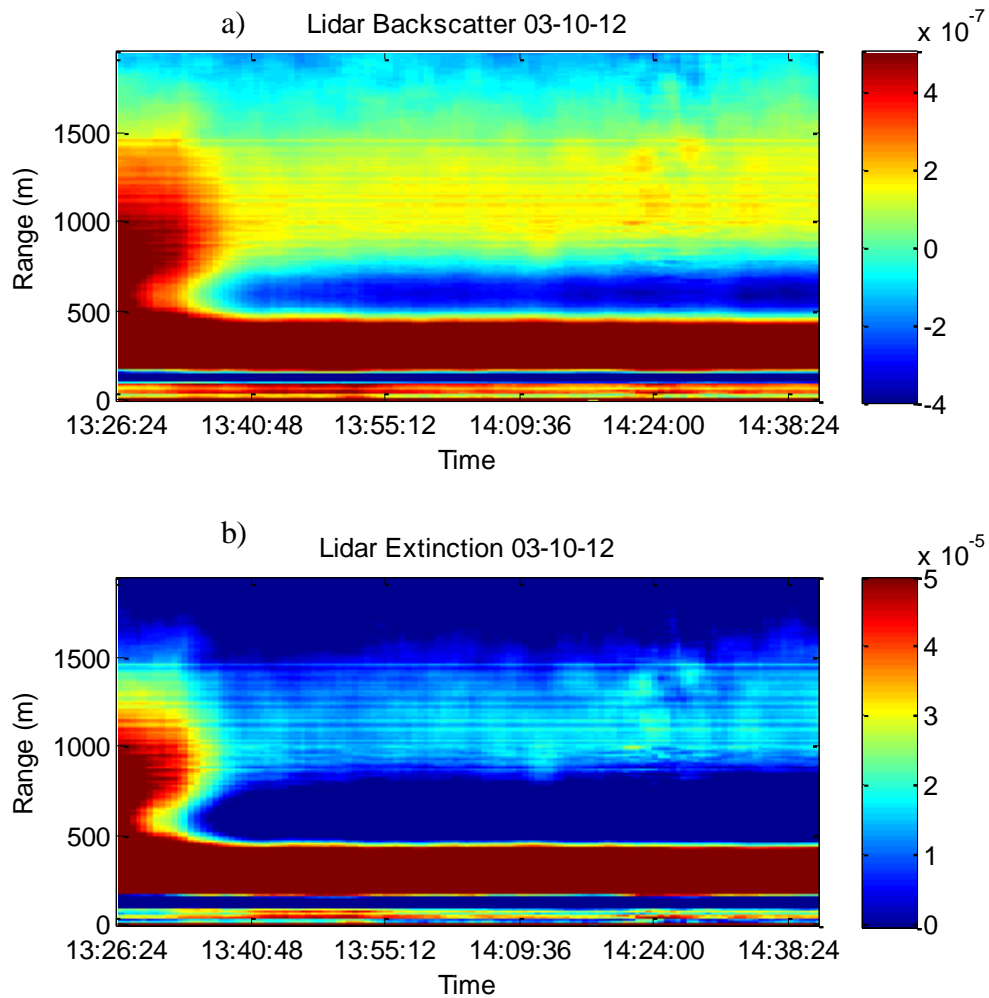 a) Lidar Backscatter 03-10-12
x 10^-7
4
2
0
-2
-4
Range (m)
1500
1000
500
0
13:26:24 13:40:48 13:55:12 14:09:36 14:24:00 14:38:24
Time
b) Lidar Extinction 03-10-12
x 10^-5
5
4
3
2
1
0
Range (m)
1500
1000
500
0
13:26:24 13:40:48 13:55:12 14:09:36 14:24:00 14:38:24
Time